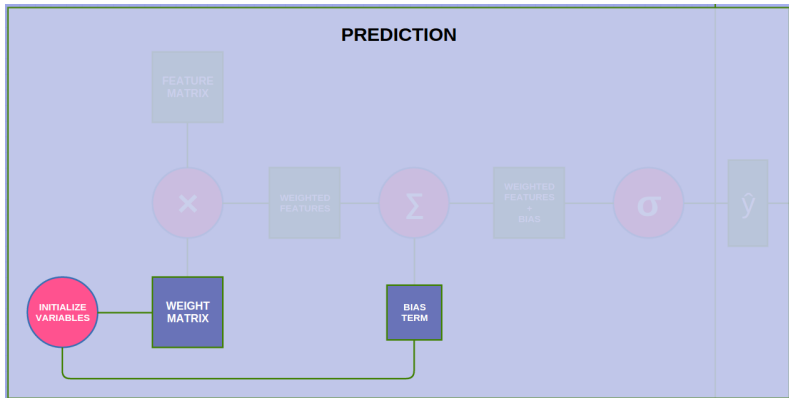 PREDICTION
FEATURE
MATRIX
×
WEIGHTED
FEATURES
Σ
WEIGHTED
FEATURES
+
BIAS
σ
ŷ
INITIALIZE
VARIABLES
WEIGHT
MATRIX
BIAS
TERM